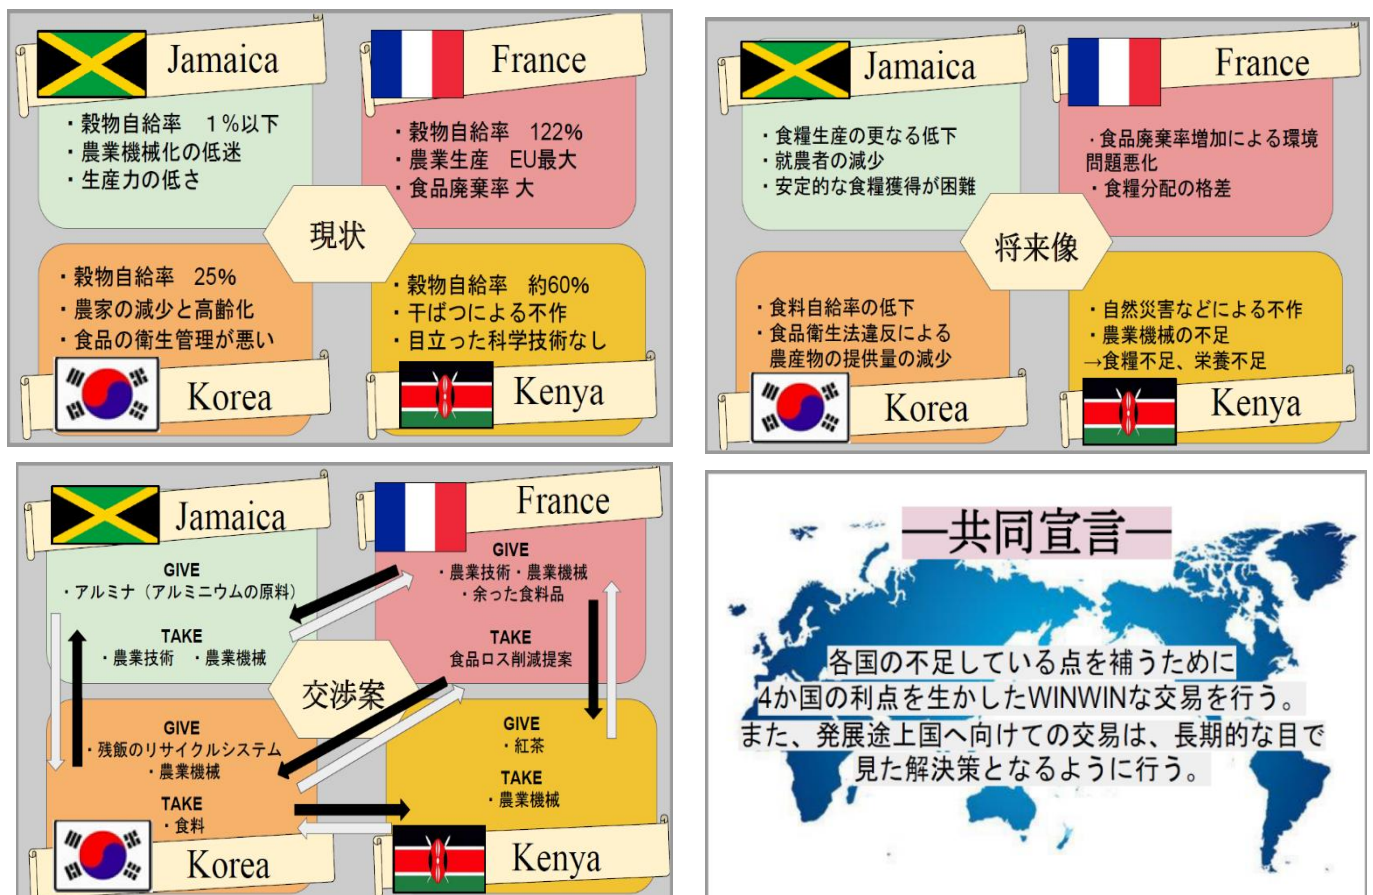 Jamaica
・穀物自給率　１％以下
・農業機械化の低迷
・生産力の低さ
France
・穀物自給率　122%
・農業生産　EU最大
・食品廃棄率 大
現状
・穀物自給率　25%
・農家の減少と高齢化
・食品の衛生管理が悪い
Korea
・穀物自給率　約60%
・干ばつによる不作
・目立った科学技術なし
Kenya
Jamaica
・食糧生産の更なる低下
・就農者の減少
・安定的な食糧獲得が困難
France
・食品廃棄率増加による環境
問題悪化
・食糧分配の格差
将来像
・食料自給率の低下
・食品衛生法違反による
農産物の提供量の減少
Korea
・自然災害などによる不作
・農業機械の不足
→食糧不足、栄養不足
Kenya
Jamaica
GIVE
・アルミナ（アルミニウムの原料）
TAKE
・農業技術　・農業機械
France
GIVE
・農業技術・農業機械
・余った食料品
TAKE
食品ロス削減提案
交渉案
GIVE
・残飯のリサイクルシステム
・農業機械
TAKE
・食料
Korea
GIVE
・紅茶
TAKE
・農業機械
Kenya
―共同宣言―
各国の不足している点を補うために
4か国の利点を生かしたWINWINな交易を行う。
また、発展途上国へ向けての交易は、長期的な目で
見た解決策となるように行う。